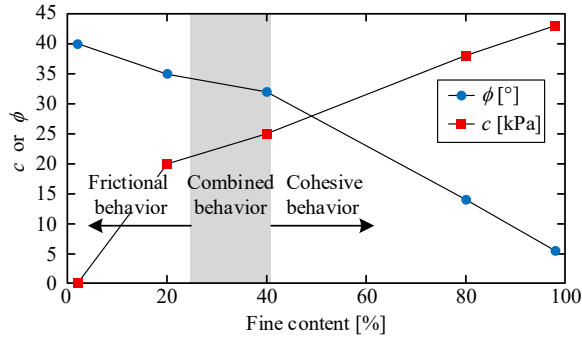 45
40
35
30
25
20
15
10
5
0
c or ϕ
ϕ [°]
c [kPa]
Frictional
behavior
Combined
behavior
Cohesive
behavior
0 20 40 60 80 100
Fine content [%]